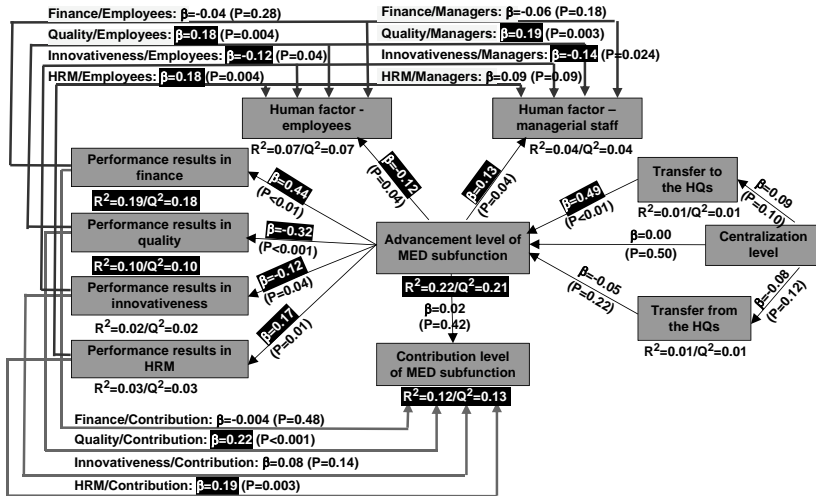 Finance/Employees: β=-0.04 (P=0.28)
Quality/Employees: β=0.18 (P=0.004)
Innovativeness/Employees: β=-0.12 (P=0.04)
HRM/Employees: β=0.18 (P=0.004)
Finance/Managers: β=-0.06 (P=0.18)
Quality/Managers: β=0.19 (P=0.003)
Innovativeness/Managers: β=-0.14 (P=0.024)
HRM/Managers: β=0.09 (P=0.09)
Human factor -
employees
R²=0.07/Q²=0.07
Human factor –
managerial staff
R²=0.04/Q²=0.04
Performance results in
finance
R²=0.19/Q²=0.18
Performance results in
quality
R²=0.10/Q²=0.10
Performance results in
innovativeness
R²=0.02/Q²=0.02
Performance results in
HRM
R²=0.03/Q²=0.03
β=0.44
(P<0.01)
β=-0.32
(P<0.001)
β=-0.12
(P=0.04)
β=0.17
(P=0.01)
β=-0.12
(P=0.04)
β=0.13
(P=0.04)
Advancement level of
MED subfunction
R²=0.22/Q²=0.21
β=0.02
(P=0.42)
Contribution level
of MED subfunction
R²=0.12/Q²=0.13
β=0.49
(P<0.01)
β=0.00
(P=0.50)
β=-0.05
(P=0.22)
Transfer to
the HQs
R²=0.01/Q²=0.01
Transfer from
the HQs
R²=0.01/Q²=0.01
β=0.09
(P=0.10)
Centralization
level
β=-0.08
(P=0.12)
Finance/Contribution: β=-0.004 (P=0.48)
Quality/Contribution: β=0.22 (P<0.001)
Innovativeness/Contribution: β=0.08 (P=0.14)
HRM/Contribution: β=0.19 (P=0.003)